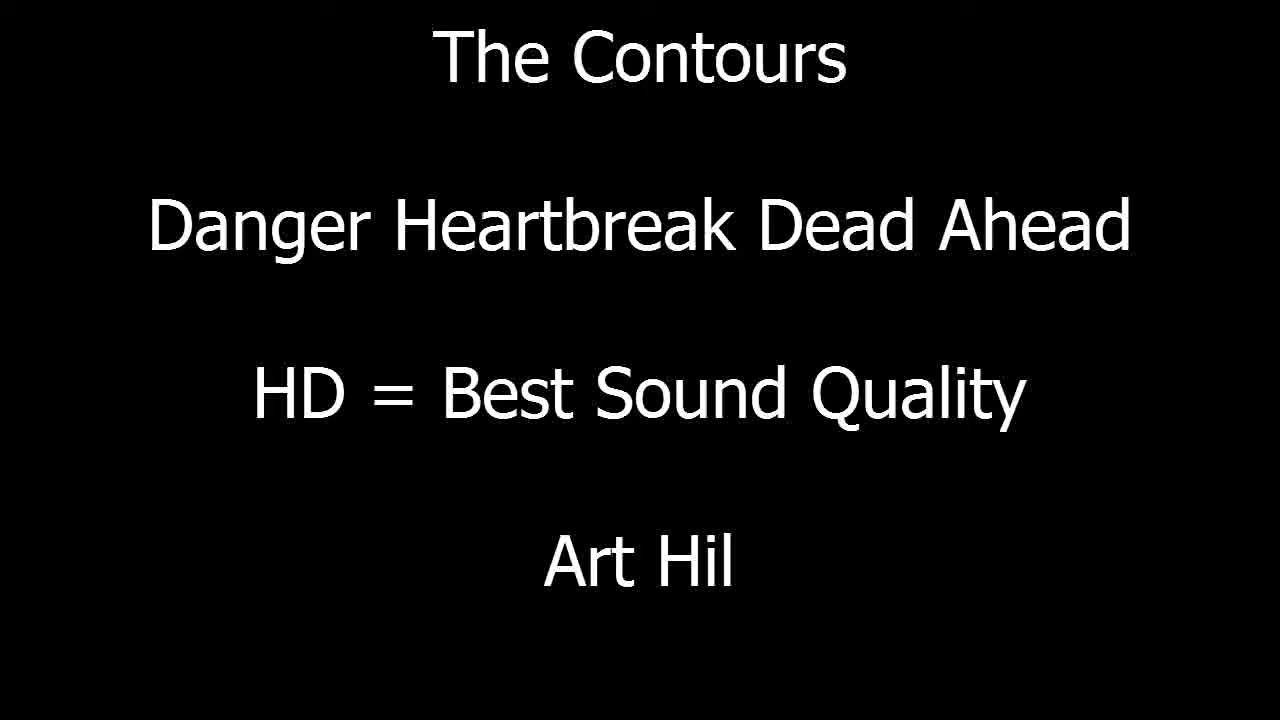 The Contours
Danger Heartbreak Dead Ahead
HD = Best Sound Quality
Art Hil